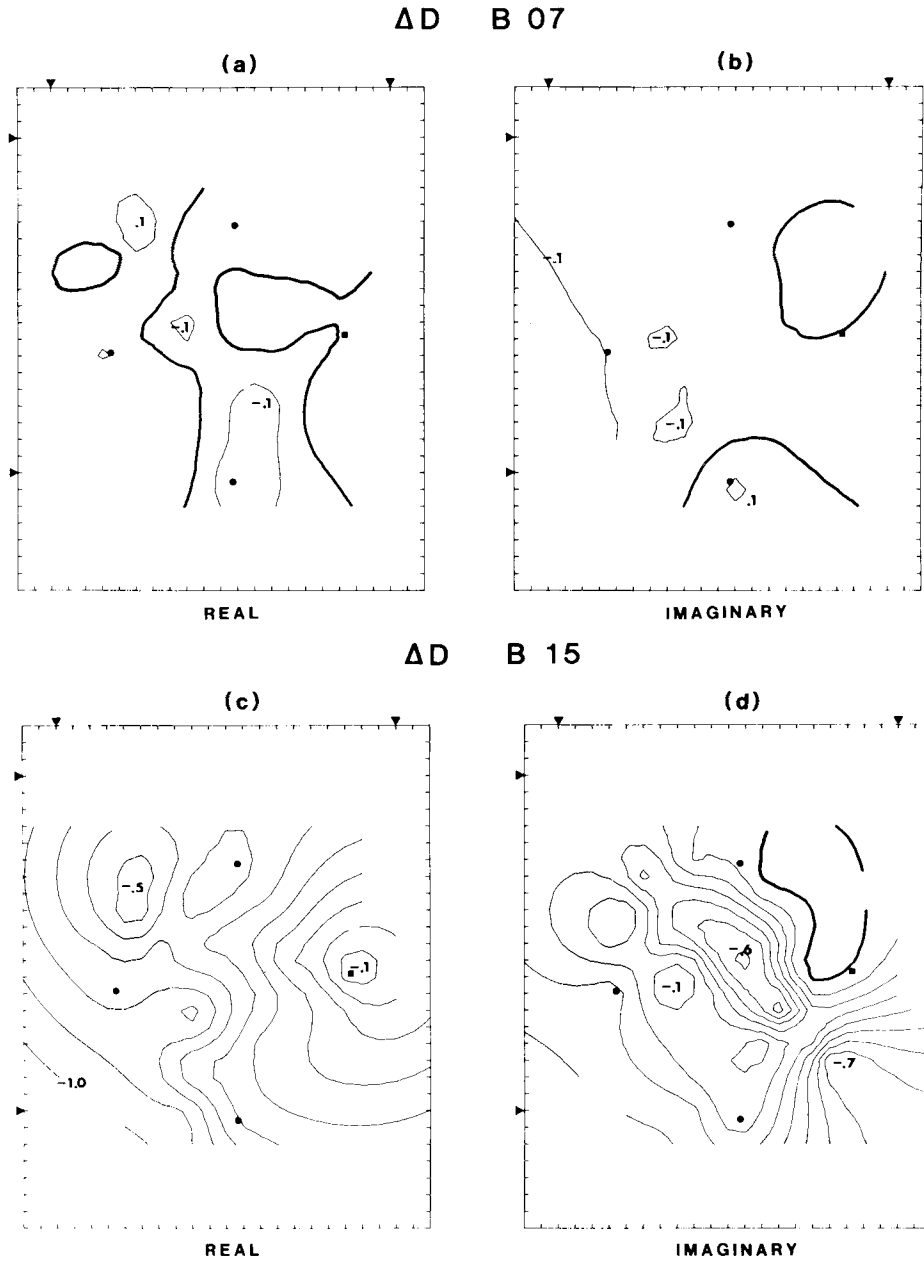 ΔD B 07
(a) (b)
.1
-.1
-.1
-.1
-.1
-.1
.1
REAL IMAGINARY
ΔD B 15
(c) (d)
-.5
-.1
-1.0
-.6
-.1
-.7
REAL IMAGINARY